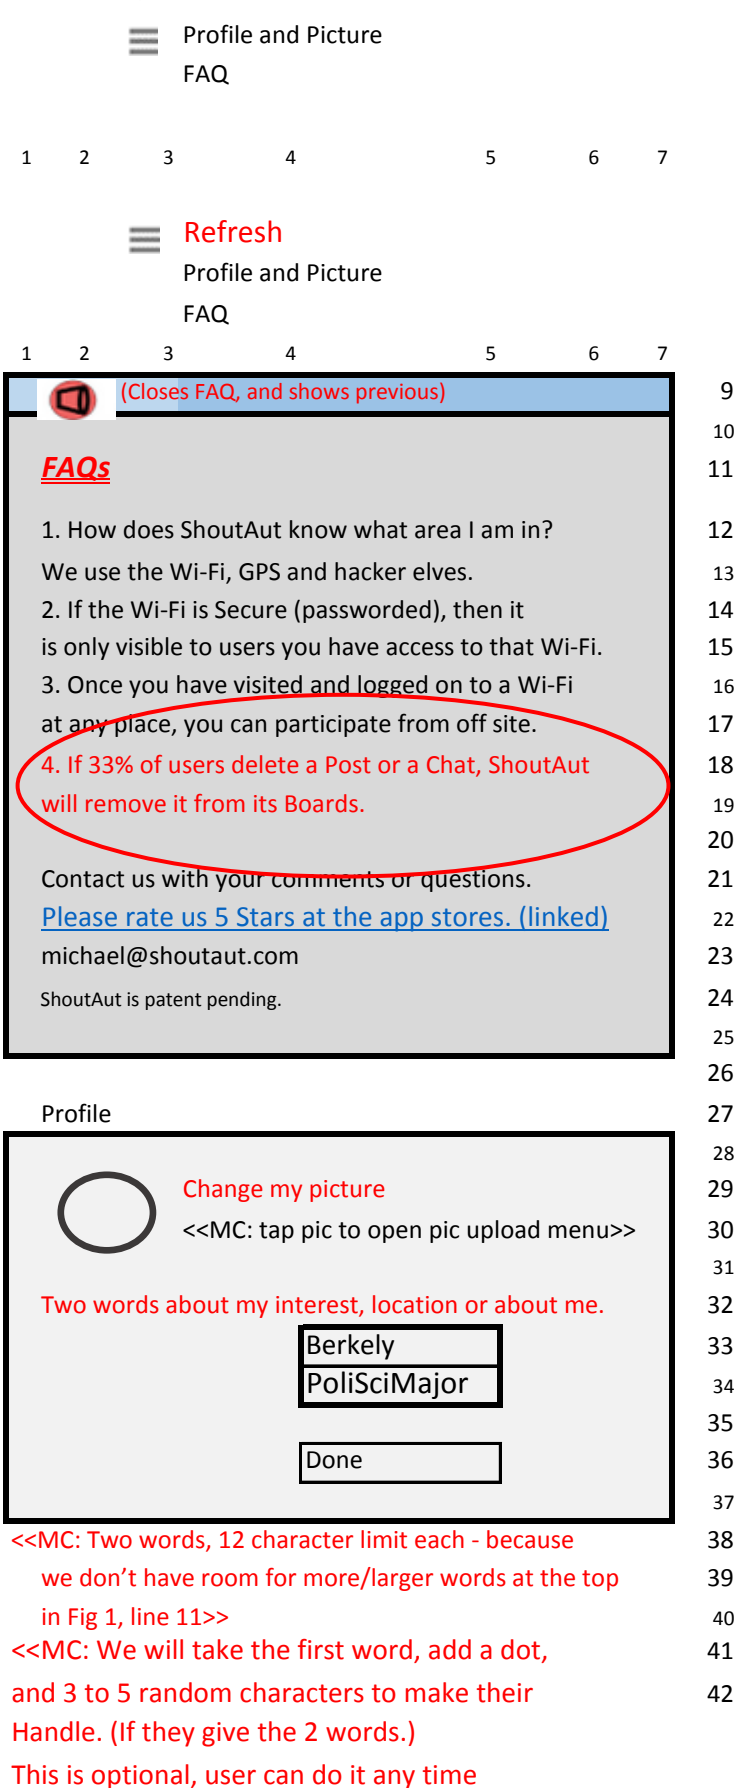 Profile and Picture
FAQ
1 2 3 4 5 6 7
Refresh
Profile and Picture
FAQ
1 2 3 4 5 6 7
(Closes FAQ, and shows previous) 9
10
FAQs 11
1. How does ShoutAut know what area I am in? 12
We use the Wi-Fi, GPS and hacker elves. 13
2. If the Wi-Fi is Secure (passworded), then it 14
is only visible to users you have access to that Wi-Fi. 15
3. Once you have visited and logged on to a Wi-Fi 16
at any place, you can participate from off site. 17
4. If 33% of users delete a Post or a Chat, ShoutAut 18
will remove it from its Boards. 19
20
Contact us with your comments or questions. 21
Please rate us 5 Stars at the app stores. (linked) 22
michael@shoutaut.com 23
ShoutAut is patent pending. 24
25
26
Profile 27
28
Change my picture 29
<<MC: tap pic to open pic upload menu>> 30
31
Two words about my interest, location or about me. 32
Berkely 33
PoliSciMajor 34
35
Done 36
37
<<MC: Two words, 12 character limit each - because 38
we don’t have room for more/larger words at the top 39
in Fig 1, line 11>> 40
<<MC: We will take the first word, add a dot, 41
and 3 to 5 random characters to make their 42
Handle. (If they give the 2 words.)
This is optional, user can do it any time